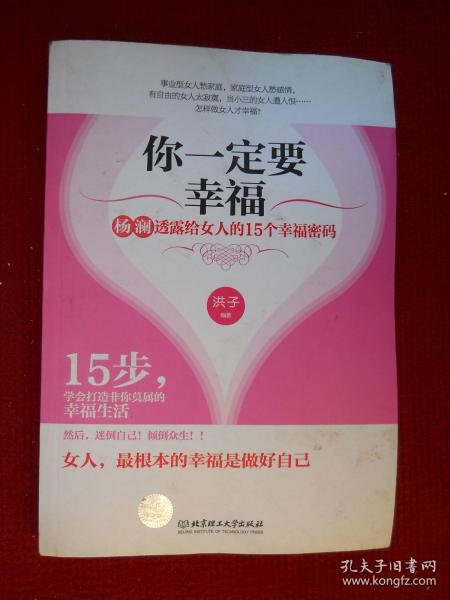 事业型女人愁家庭，家庭型女人愁感情，
有自由的女人太寂寞，当小三的女人遭人恨……
怎样做女人才幸福？
你一定要
幸福
杨澜透露给女人的15个幸福密码
洪子
编著
15步，
学会打造非你莫属的
幸福生活
然后，迷倒自己！倾倒众生！！
女人，最根本的幸福是做好自己
北京理工大学出版社
BEIJING INSTITUTE OF TECHNOLOGY PRESS
孔夫子旧书网
www.kongfz.com